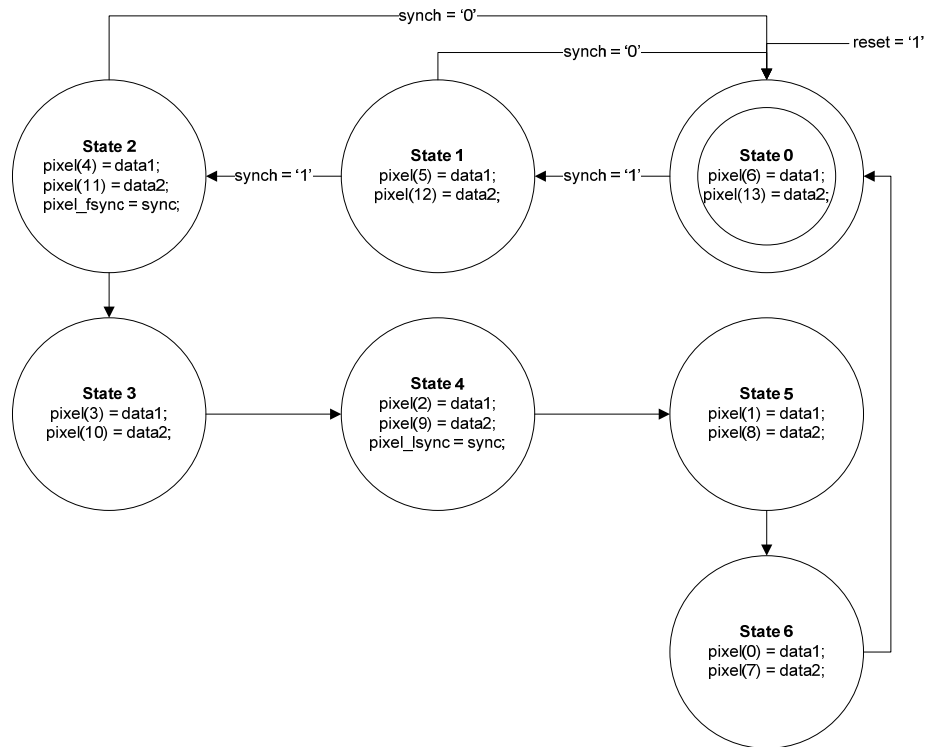 synch = ‘0’
reset = ‘1’
synch = ‘0’
State 2
pixel(4) = data1;
pixel(11) = data2;
pixel_fsync = sync;
synch = ‘1’
State 1
pixel(5) = data1;
pixel(12) = data2;
synch = ‘1’
State 0
pixel(6) = data1;
pixel(13) = data2;
State 3
pixel(3) = data1;
pixel(10) = data2;
State 4
pixel(2) = data1;
pixel(9) = data2;
pixel_lsync = sync;
State 5
pixel(1) = data1;
pixel(8) = data2;
State 6
pixel(0) = data1;
pixel(7) = data2;